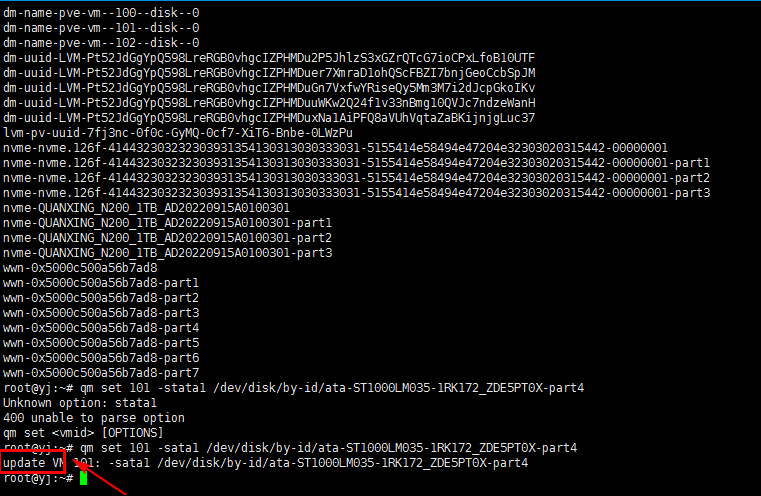 dm-name-pve-vm--100--disk--0
dm-name-pve-vm--101--disk--0
dm-name-pve-vm--102--disk--0
dm-uuid-LVM-Pt52JdGgYpQ598LreRGB0vhgcIZPHMDu2P5JhlzS3xGZrQTcG7ioCPxLfoB10UTF
dm-uuid-LVM-Pt52JdGgYpQ598LreRGB0vhgcIZPHMDuer7XmraD1ohQScFBZI7bnjGeoCcbSpJM
dm-uuid-LVM-Pt52JdGgYpQ598LreRGB0vhgcIZPHMDuGn7VxfwYRiseQy5Mm3M7i2dJcpGkoIKv
dm-uuid-LVM-Pt52JdGgYpQ598LreRGB0vhgcIZPHMDuuWKw2Q24f1v33nBmg10QVJc7ndzeWanH
dm-uuid-LVM-Pt52JdGgYpQ598LreRGB0vhgcIZPHMDuxNa1AiPFQ8aVUhVqtaZaBKijnjgLuc37
lvm-pv-uuid-7fj3nc-0f0c-GyMQ-0cf7-XiT6-Bnbe-0LWzPu
nvme-nvme.126f-4144323032323039313541303130303330​31-5155414e58494e47204e32303020315442-00000001
nvme-nvme.126f-414432303232303931354130313030333031-5155414e58494e47204e32303020315442-00000001-part1
nvme-nvme.126f-414432303232303931354130313030333031-5155414e58494e47204e32303020315442-00000001-part2
nvme-nvme.126f-414432303232303931354130313030333031-5155414e58494e47204e32303020315442-00000001-part3
nvme-QUANXING_N200_1TB_AD20220915A0100301
nvme-QUANXING_N200_1TB_AD20220915A0100301-part1
nvme-QUANXING_N200_1TB_AD20220915A0100301-part2
nvme-QUANXING_N200_1TB_AD20220915A0100301-part3
wwn-0x5000c500a56b7ad8
wwn-0x5000c500a56b7ad8-part1
wwn-0x5000c500a56b7ad8-part2
wwn-0x5000c500a56b7ad8-part3
wwn-0x5000c500a56b7ad8-part4
wwn-0x5000c500a56b7ad8-part5
wwn-0x5000c500a56b7ad8-part6
wwn-0x5000c500a56b7ad8-part7
root@yj:~# qm set 101 -stata1 /dev/disk/by-id/ata-ST1000LM035-1RK172_ZDE5PT0X-part4
Unknown option: stata1
400 unable to parse option
qm set <vmid> [OPTIONS]
root@yj:~# qm set 101 -sata1 /dev/disk/by-id/ata-ST1000LM035-1RK172_ZDE5PT0X-part4
update VM 101: -sata1 /dev/disk/by-id/ata-ST1000LM035-1RK172_ZDE5PT0X-part4
root@yj:~#